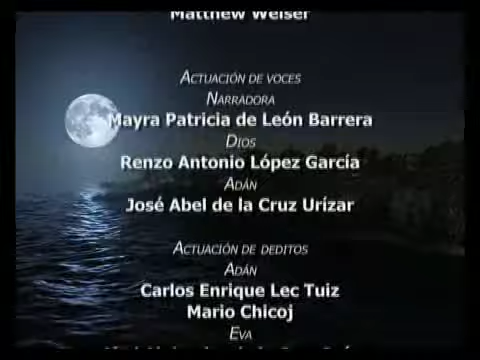 Matthew Weiser
ACTUACIÓN DE VOCES
NARRADORA
Mayra Patricia de León Barrera
DIOS
Renzo Antonio López García
ADÁN
José Abel de la Cruz Urízar
ACTUACIÓN DE DEDITOS
ADÁN
Carlos Enrique Lec Tuiz
Mario Chicoj
EVA